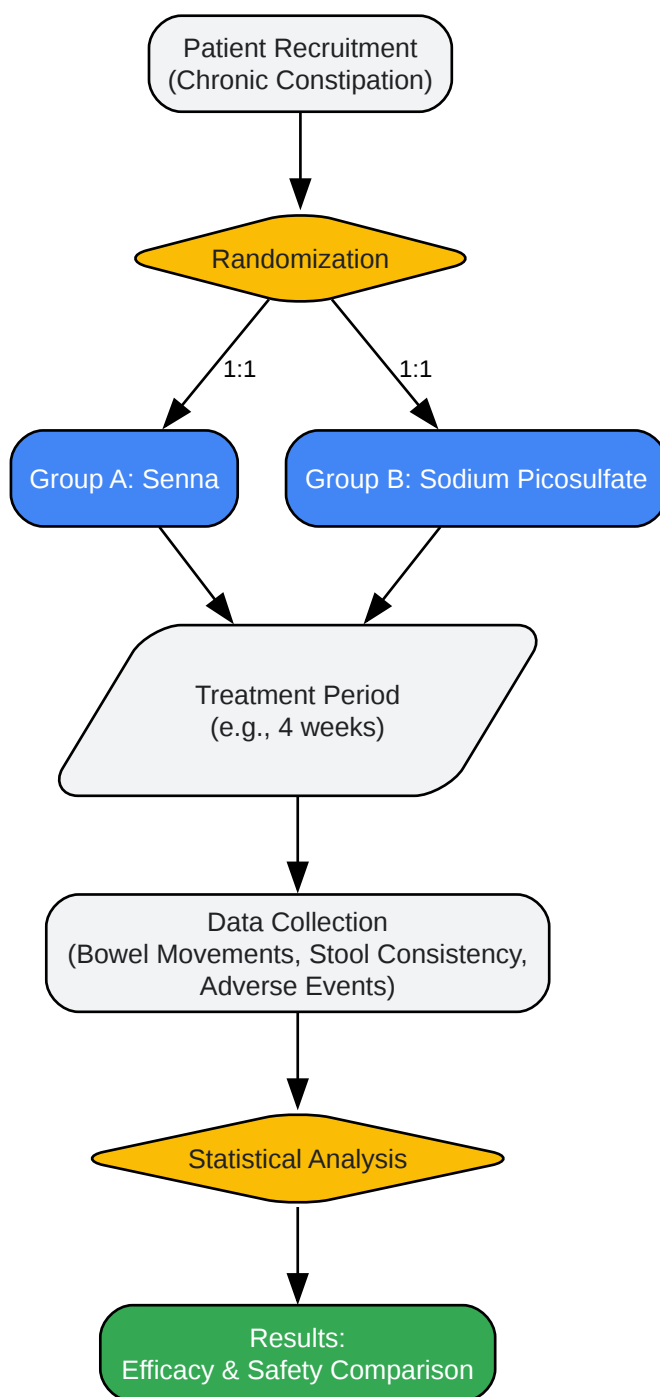 Patient Recruitment
(Chronic Constipation)
Randomization
1:1
1:1
Group A: Senna
Group B: Sodium Picosulfate
Treatment Period
(e.g., 4 weeks)
Data Collection
(Bowel Movements, Stool Consistency,
Adverse Events)
Statistical Analysis
Results:
Efficacy & Safety Comparison